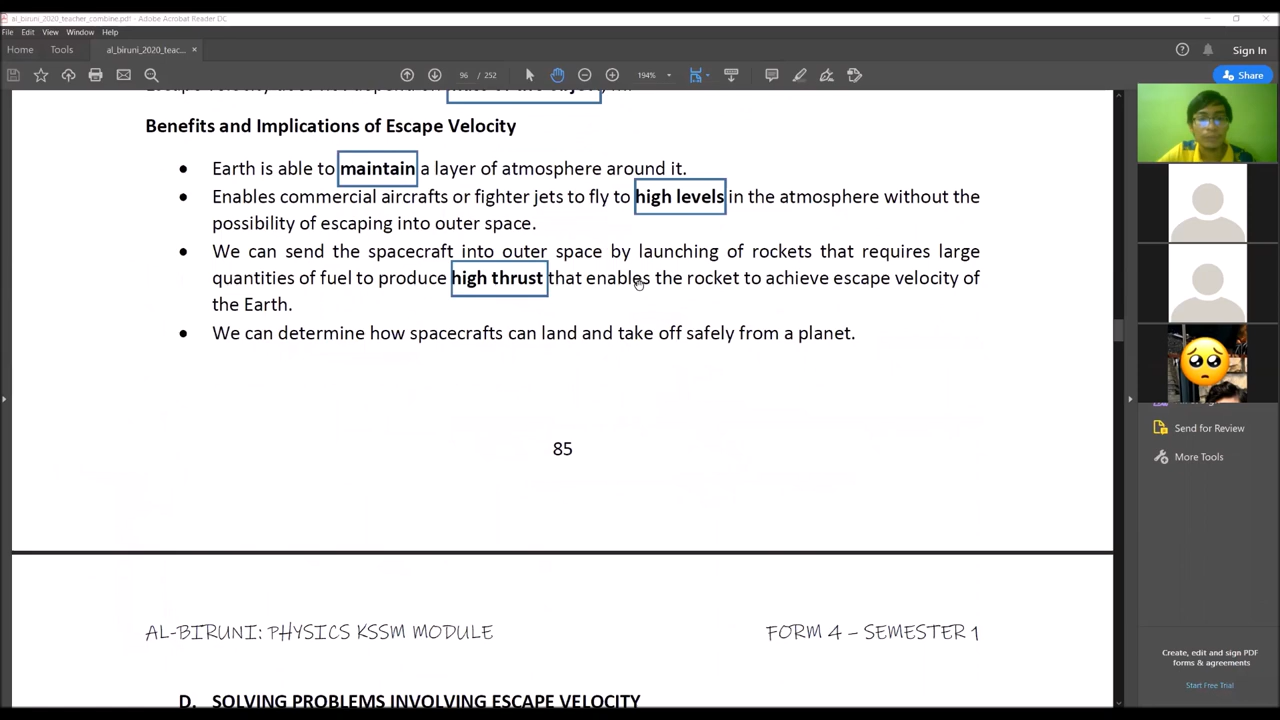 al_biruni_2020_teacher_combine.pdf - Adobe Acrobat Reader DC
File Edit View Window Help
Home Tools al_biruni_2020_teac... × Sign In
96 / 252 194% Share
Benefits and Implications of Escape Velocity
• Earth is able to maintain a layer of atmosphere around it.
• Enables commercial aircrafts or fighter jets to fly to high levels in the atmosphere without the
possibility of escaping into outer space.
• We can send the spacecraft into outer space by launching of rockets that requires large
quantities of fuel to produce high thrust that enables the rocket to achieve escape velocity of
the Earth.
• We can determine how spacecrafts can land and take off safely from a planet.
85
AL-BIRUNI: PHYSICS KSSM MODULE FORM 4 – SEMESTER 1
D. SOLVING PROBLEMS INVOLVING ESCAPE VELOCITY
Send for Review
More Tools
Create, edit and sign PDF
forms & agreements
Start Free Trial